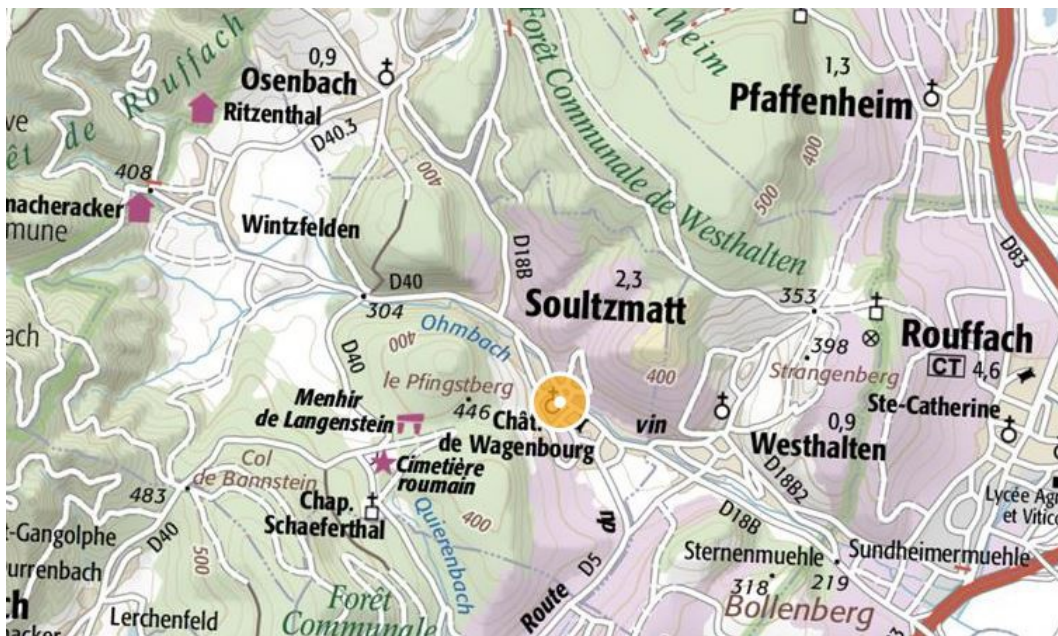 Rouffach
0,9
Osenbach
Ritzenthal
D40.3
408
Wintzfelden
400
D18B
D40
304
Ohmbach
400
D40
le Pfingstberg
446
Menhir
de Langenstein
de Wagenbourg
Cimetière
roumain
Col
de Bannstein
483
Chap.
Schaeferthal
Quierenbach
400
D40
500
Lerchenfeld
Forêt
Communale
Forêt Communale de Westhalten
1,3
Pfaffenheim
400
500
D83
2,3
Soultzmatt
353
398
Strangenberg
400
Rouffach
CT 4,6
Ste-Catherine
0,9
Westhalten
vin
du
Route
D5
D18B2
D18B
Sternenmuehle
Sundheimermuehle
318
219
Bollenberg